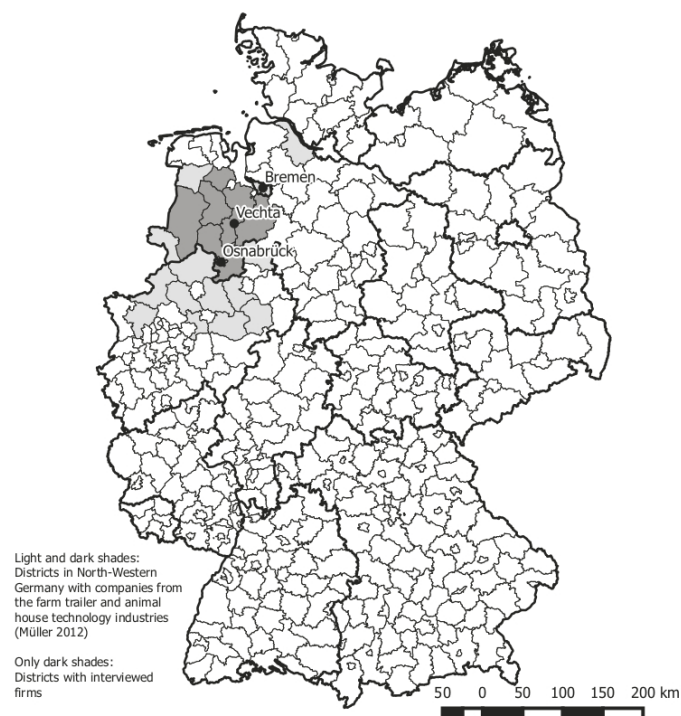 Bremen
Vechta
Osnabrück
Light and dark shades:
Districts in North-Western
Germany with companies from
the farm trailer and animal
house technology industries
(Müller 2012)
Only dark shades:
Districts with interviewed
firms
50 0 50 100 150 200 km